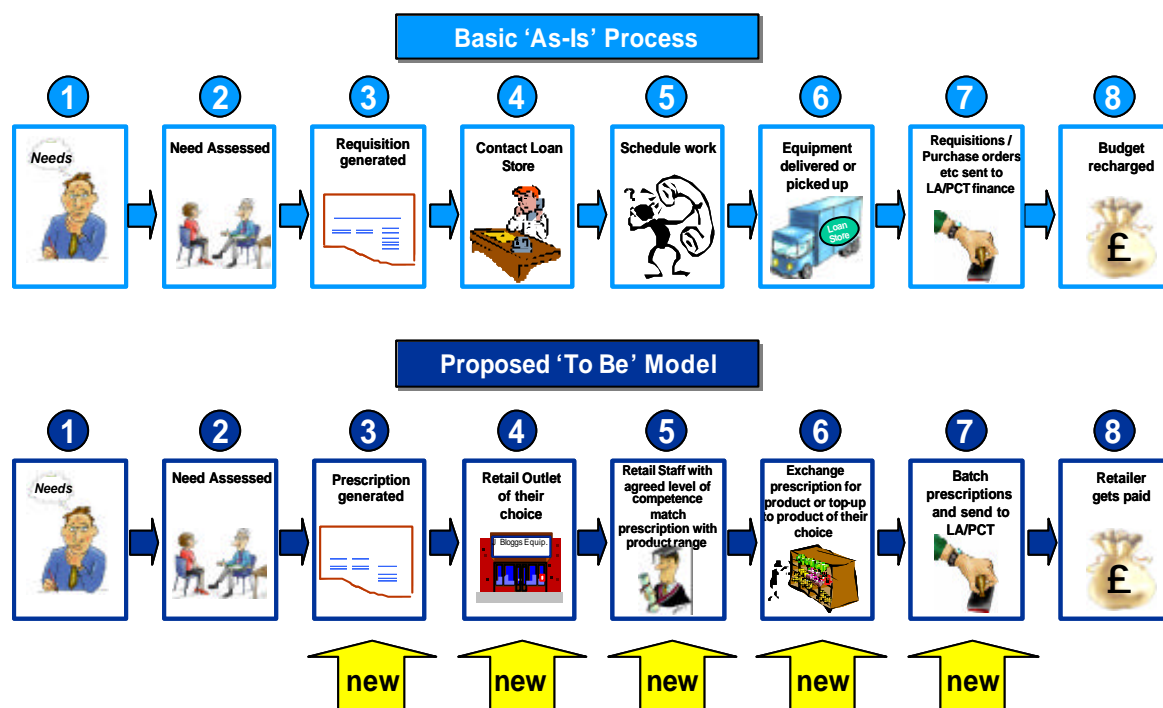 Basic ‘As-Is’ Process
1
2
3
4
5
6
7
8
Needs
Need Assessed
Requisition
generated
Contact Loan
Store
Schedule work
Equipment
delivered or
picked up
Loan
Store
Requisitions /
Purchase orders
etc sent to
LA/PCT finance
Budget
recharged
£
Proposed ‘To Be’ Model
1
2
3
4
5
6
7
8
Needs
Need Assessed
Prescription
generated
Retail Outlet
of their
choice
J Bloggs Equip.
Retail Staff with
agreed level of
competence
match
prescription with
product range
Exchange
prescription for
product or top-up
to product of their
choice
Batch
prescriptions
and send to
LA/PCT
Retailer
gets paid
£
new
new
new
new
new